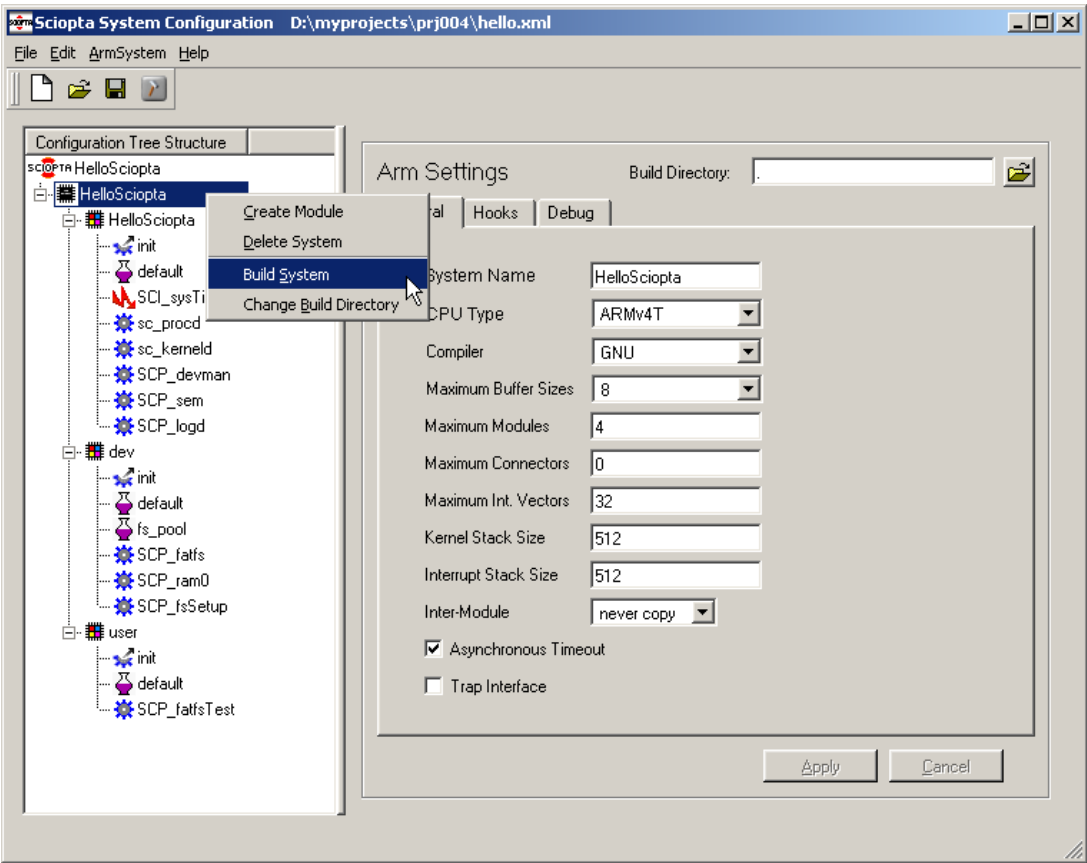 Sciopta System Configuration D:\myprojects\prj004\hello.xml
File Edit ArmSystem Help
Configuration Tree Structure
SCIOPTA HelloSciopta
HelloSciopta
HelloSciopta
init
default
SCI_sysTi
sc_procd
sc_kerneld
SCP_devman
SCP_sem
SCP_logd
dev
init
default
fs_pool
SCP_fatfs
SCP_ram0
SCP_fsSetup
user
init
default
SCP_fatfsTest
Create Module
Delete System
Build System
Change Build Directory
Arm Settings
Build Directory: .
ral Hooks Debug
System Name HelloSciopta
CPU Type ARMv4T
Compiler GNU
Maximum Buffer Sizes 8
Maximum Modules 4
Maximum Connectors 0
Maximum Int. Vectors 32
Kernel Stack Size 512
Interrupt Stack Size 512
Inter-Module never copy
Asynchronous Timeout
Trap Interface
Apply Cancel